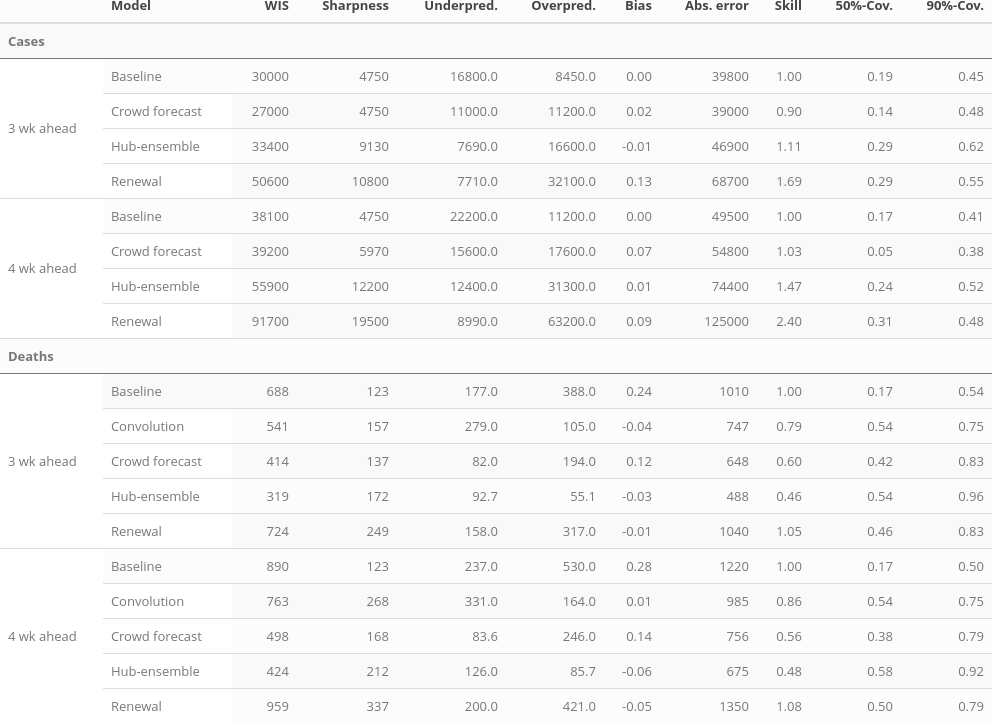 Model WIS Sharpness Underpred. Overpred. Bias Abs. error Skill 50%-Cov. 90%-Cov.
Cases
3 wk ahead
Baseline 30000 4750 16800.0 8450.0 0.00 39800 1.00 0.19 0.45
Crowd forecast 27000 4750 11000.0 11200.0 0.02 39000 0.90 0.14 0.48
Hub-ensemble 33400 9130 7690.0 16600.0 -0.01 46900 1.11 0.29 0.62
Renewal 50600 10800 7710.0 32100.0 0.13 68700 1.69 0.29 0.55
4 wk ahead
Baseline 38100 4750 22200.0 11200.0 0.00 49500 1.00 0.17 0.41
Crowd forecast 39200 5970 15600.0 17600.0 0.07 54800 1.03 0.05 0.38
Hub-ensemble 55900 12200 12400.0 31300.0 0.01 74400 1.47 0.24 0.52
Renewal 91700 19500 8990.0 63200.0 0.09 125000 2.40 0.31 0.48
Deaths
3 wk ahead
Baseline 688 123 177.0 388.0 0.24 1010 1.00 0.17 0.54
Convolution 541 157 279.0 105.0 -0.04 747 0.79 0.54 0.75
Crowd forecast 414 137 82.0 194.0 0.12 648 0.60 0.42 0.83
Hub-ensemble 319 172 92.7 55.1 -0.03 488 0.46 0.54 0.96
Renewal 724 249 158.0 317.0 -0.01 1040 1.05 0.46 0.83
4 wk ahead
Baseline 890 123 237.0 530.0 0.28 1220 1.00 0.17 0.50
Convolution 763 268 331.0 164.0 0.01 985 0.86 0.54 0.75
Crowd forecast 498 168 83.6 246.0 0.14 756 0.56 0.38 0.79
Hub-ensemble 424 212 126.0 85.7 -0.06 675 0.48 0.58 0.92
Renewal 959 337 200.0 421.0 -0.05 1350 1.08 0.50 0.79